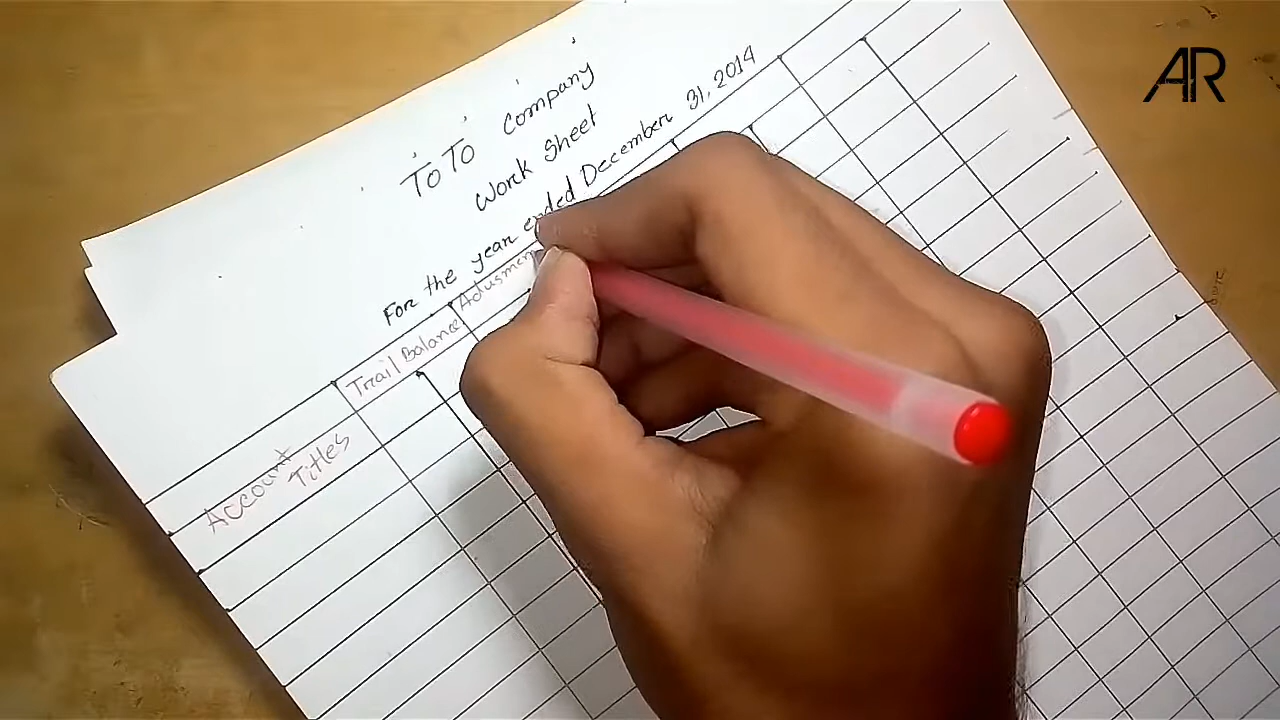 ToTo Company
Work Sheet
For the year ended December 31, 2014
Trail Balance
Adusmen
Account
Titles
AR